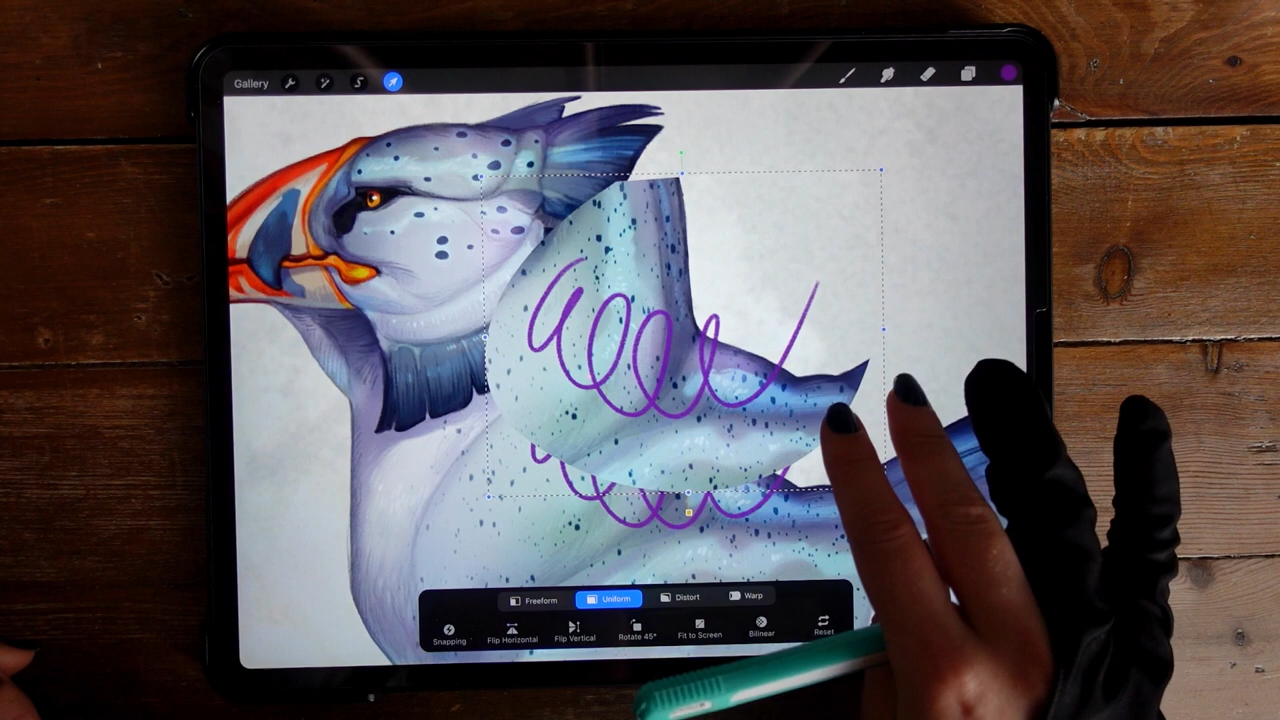 Gallery
Freeform Uniform Distort Warp
Snapping Flip Horizontal Flip Vertical Rotate 45° Fit to Screen Bilinear Reset